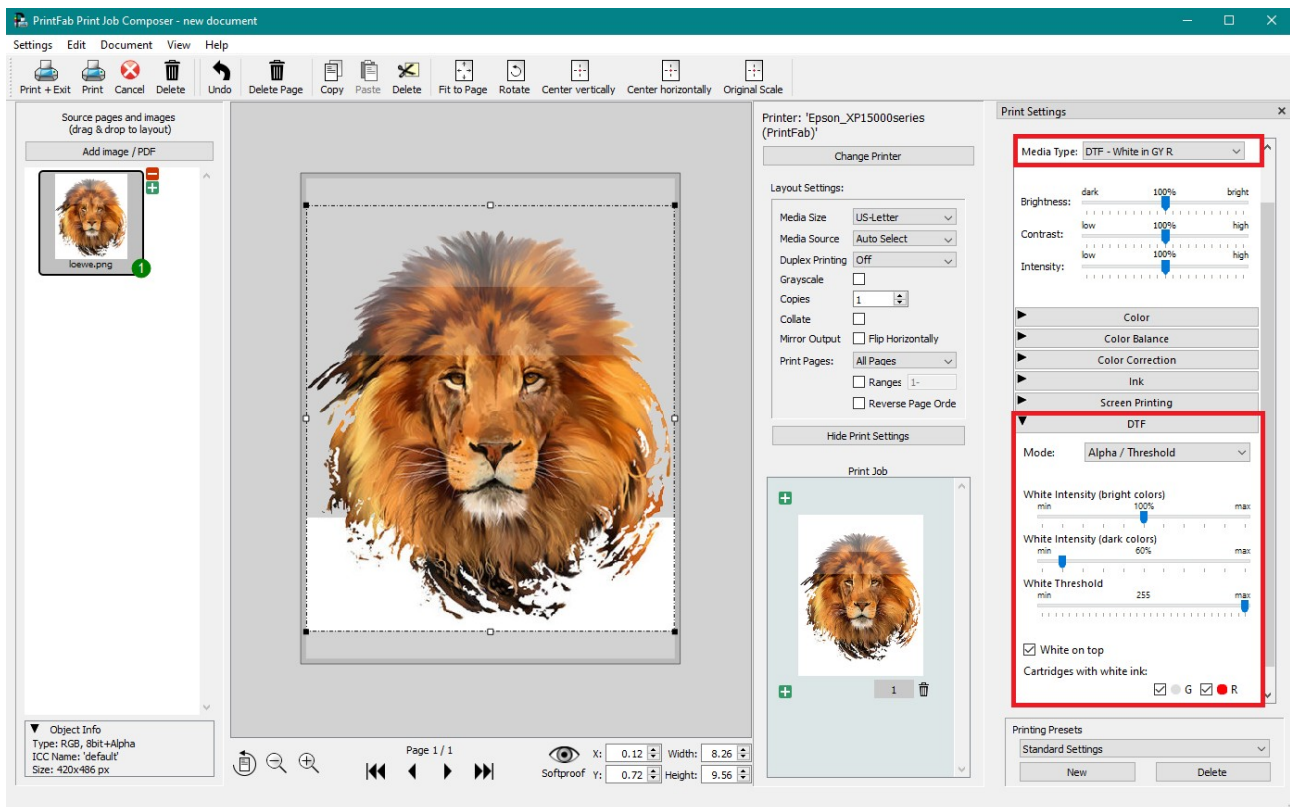 PrintFab Print Job Composer - new document
Settings Edit Document View Help
Print + Exit Print Cancel Delete Undo Delete Page Copy Paste Delete Fit to Page Rotate Center vertically Center horizontally Original Scale
Source pages and images
(drag & drop to layout)
Add image / PDF
loewe.png
1
Object Info
Type: RGB, 8bit+Alpha
ICC Name: 'default'
Size: 420x486 px
Page 1 / 1
Softproof
X: 0.12 Width: 8.26
Y: 0.72 Height: 9.56
Printer: 'Epson_XP15000series
(PrintFab)'
Change Printer
Layout Settings:
Media Size US-Letter
Media Source Auto Select
Duplex Printing Off
Grayscale
Copies 1
Collate
Mirror Output Flip Horizontally
Print Pages: All Pages
Ranges 1-
Reverse Page Orde
Hide Print Settings
Print Job
1
Print Settings
Media Type: DTF - White in GY R
dark 100% bright
Brightness:
low 100% high
Contrast:
low 100% high
Intensity:
Color
Color Balance
Color Correction
Ink
Screen Printing
DTF
Mode: Alpha / Threshold
White Intensity (bright colors)
min 100% max
White Intensity (dark colors)
min 60% max
White Threshold
min 255 max
White on top
Cartridges with white ink:
G R
Printing Presets
Standard Settings
New Delete